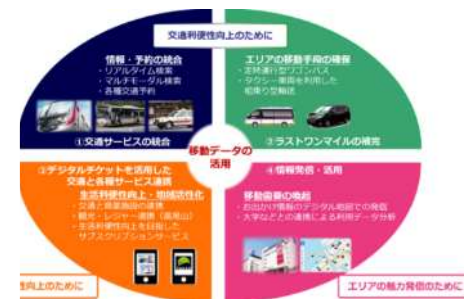 交通利便性向上のために
情報・予約の統合
・リアルタイム検索
・マルチモーダル検索
・各種交通予約
①交通サービスの統合
エリアの移動手段の確保
・定時運行型ワゴンバス
・タクシー車両を利用した
相乗り型輸送
②ラストワンマイルの補完
移動データの
活用
③デジタルチケットを活用した
交通と各種サービス連携
生活利便性向上・地域活性化
・交通と商業施設の連携
・観光・レジャー連携（高尾山）
・生活利便性向上を目指した
サブスクリプションサービス
性向上のために
④情報発信・活用
移動需要の喚起
・お出かけ情報のデジタル地図での発信
・大学などとの連携による利用データ分析
エリアの魅力発信のために